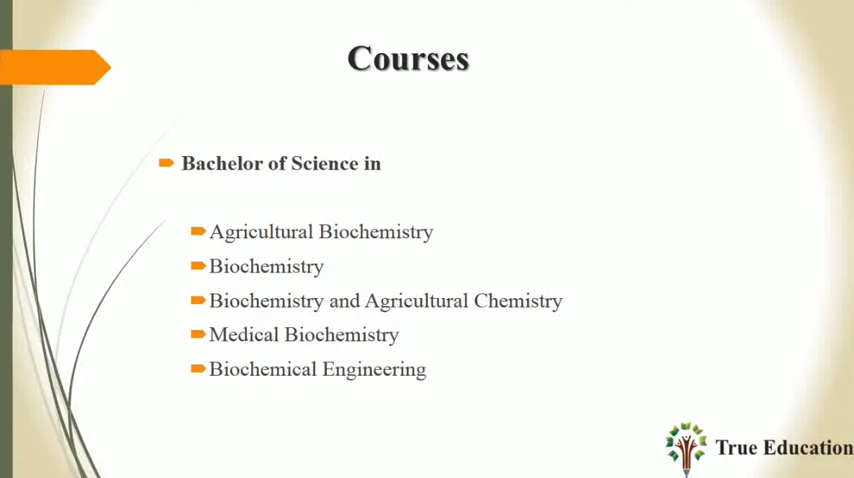 Courses
Bachelor of Science in
Agricultural Biochemistry
Biochemistry
Biochemistry and Agricultural Chemistry
Medical Biochemistry
Biochemical Engineering
True Education